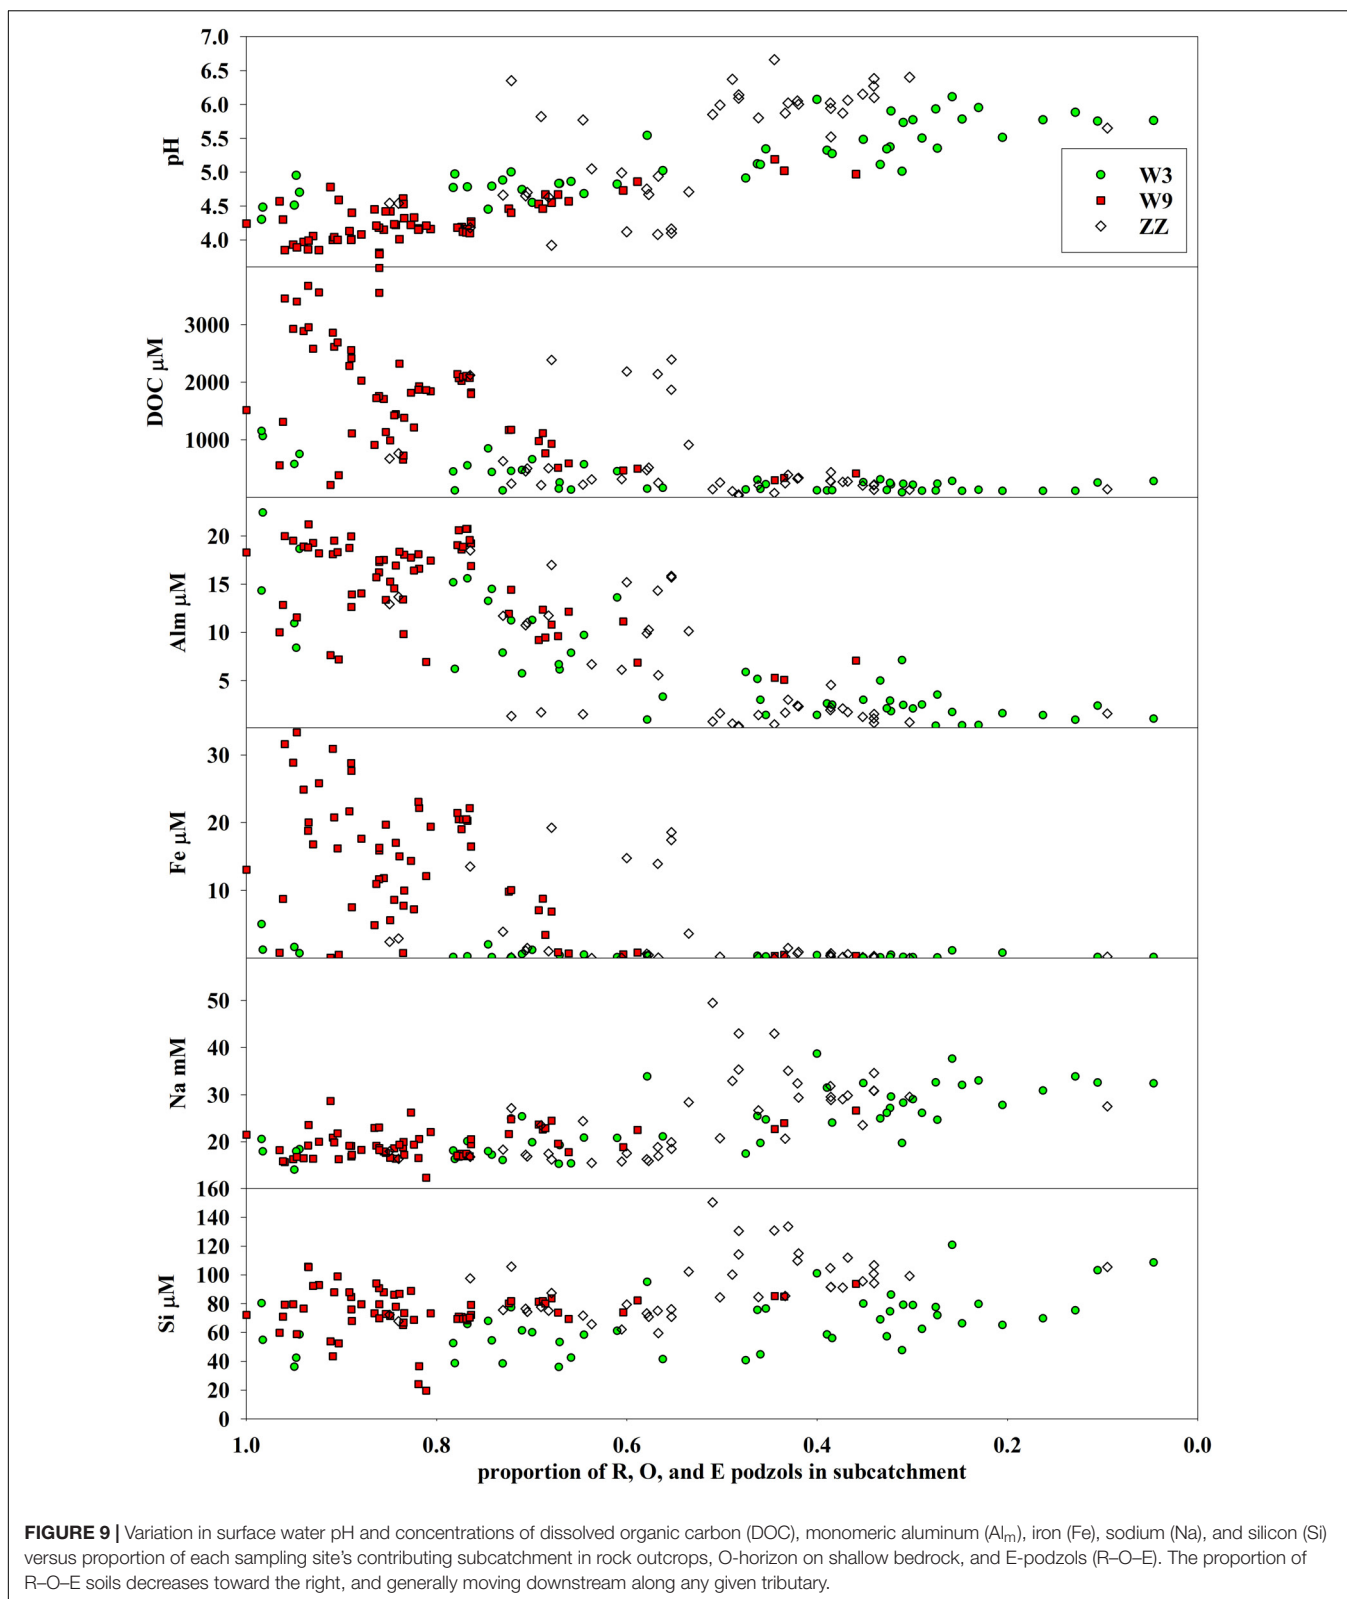 7.0
6.5
6.0
5.5
5.0
4.5
4.0
pH
W3
W9
ZZ
3000
2000
1000
DOC µM
20
15
10
5
Alm µM
30
20
10
Fe µM
50
40
30
20
Na mM
160
140
120
100
80
60
40
20
0
Si µM
1.0 0.8 0.6 0.4 0.2 0.0
proportion of R, O, and E podzols in subcatchment
FIGURE 9 | Variation in surface water pH and concentrations of dissolved organic carbon (DOC), monomeric aluminum (Alm), iron (Fe), sodium (Na), and silicon (Si)
versus proportion of each sampling site's contributing subcatchment in rock outcrops, O-horizon on shallow bedrock, and E-podzols (R–O–E). The proportion of
R–O–E soils decreases toward the right, and generally moving downstream along any given tributary.